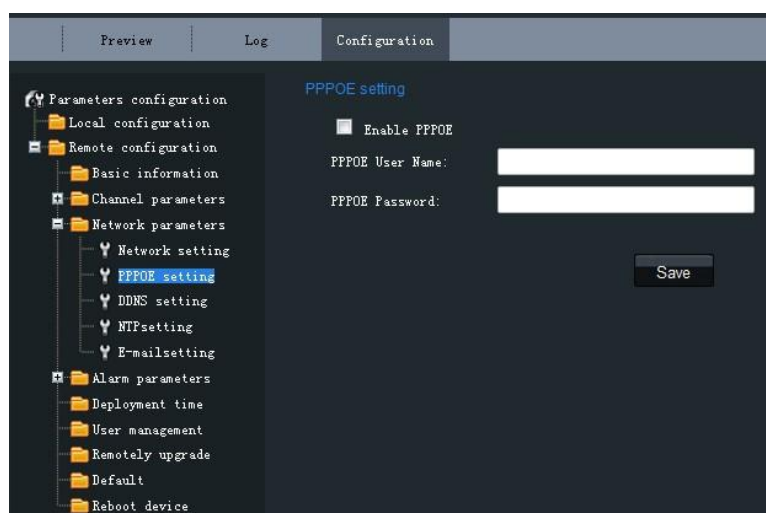 Preview Log Configuration
Parameters configuration
Local configuration
Remote configuration
Basic information
Channel parameters
Network parameters
Network setting
PPPOE setting
DDNS setting
NTPsetting
E-mailsetting
Alarm parameters
Deployment time
User management
Remotely upgrade
Default
Reboot device
PPPOE setting
Enable PPPOE
PPPOE User Name:
PPPOE Password:
Save